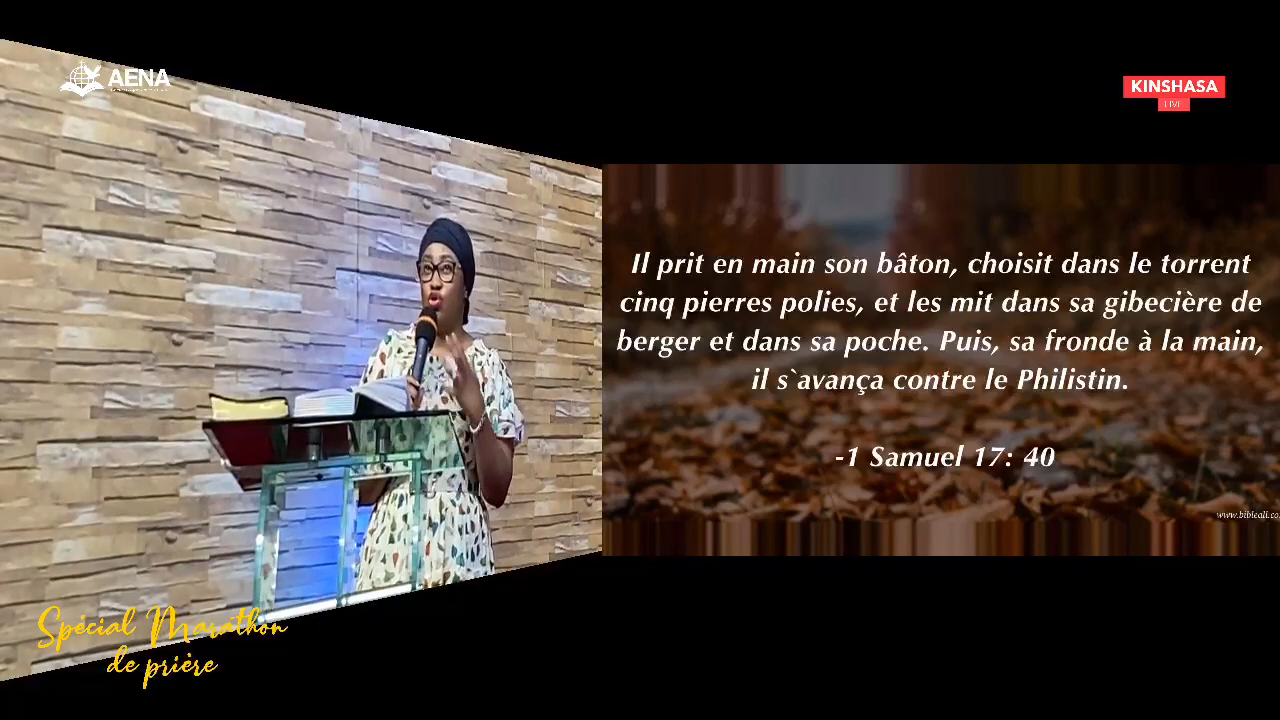 AENA
KINSHASA
LIVE
Il prit en main son bâton, choisit dans le torrent
cinq pierres polies, et les mit dans sa gibecière de
berger et dans sa poche. Puis, sa fronde à la main,
il s`avança contre le Philistin.
-1 Samuel 17: 40
Spécial Marathon
de prière